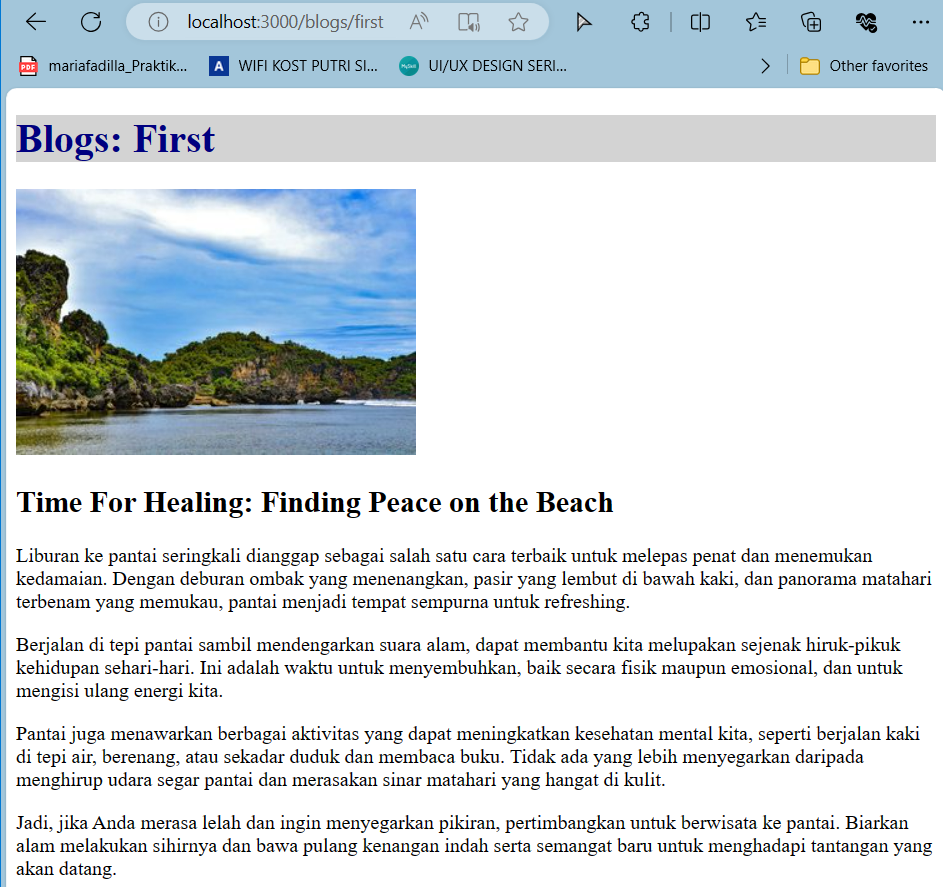 localhost:3000/blogs/first
mariafadilla_Praktik... A WIFI KOST PUTRI SI... UI/UX DESIGN SERI... Other favorites
Blogs: First
Time For Healing: Finding Peace on the Beach
Liburan ke pantai seringkali dianggap sebagai salah satu cara terbaik untuk melepas penat dan menemukan
kedamaian. Dengan deburan ombak yang menenangkan, pasir yang lembut di bawah kaki, dan panorama matahari
terbenam yang memukau, pantai menjadi tempat sempurna untuk refreshing.
Berjalan di tepi pantai sambil mendengarkan suara alam, dapat membantu kita melupakan sejenak hiruk-pikuk
kehidupan sehari-hari. Ini adalah waktu untuk menyembuhkan, baik secara fisik maupun emosional, dan untuk
mengisi ulang energi kita.
Pantai juga menawarkan berbagai aktivitas yang dapat meningkatkan kesehatan mental kita, seperti berjalan kaki
di tepi air, berenang, atau sekadar duduk dan membaca buku. Tidak ada yang lebih menyegarkan daripada
menghirup udara segar pantai dan merasakan sinar matahari yang hangat di kulit.
Jadi, jika Anda merasa lelah dan ingin menyegarkan pikiran, pertimbangkan untuk berwisata ke pantai. Biarkan
alam melakukan sihirnya dan bawa pulang kenangan indah serta semangat baru untuk menghadapi tantangan yang
akan datang.